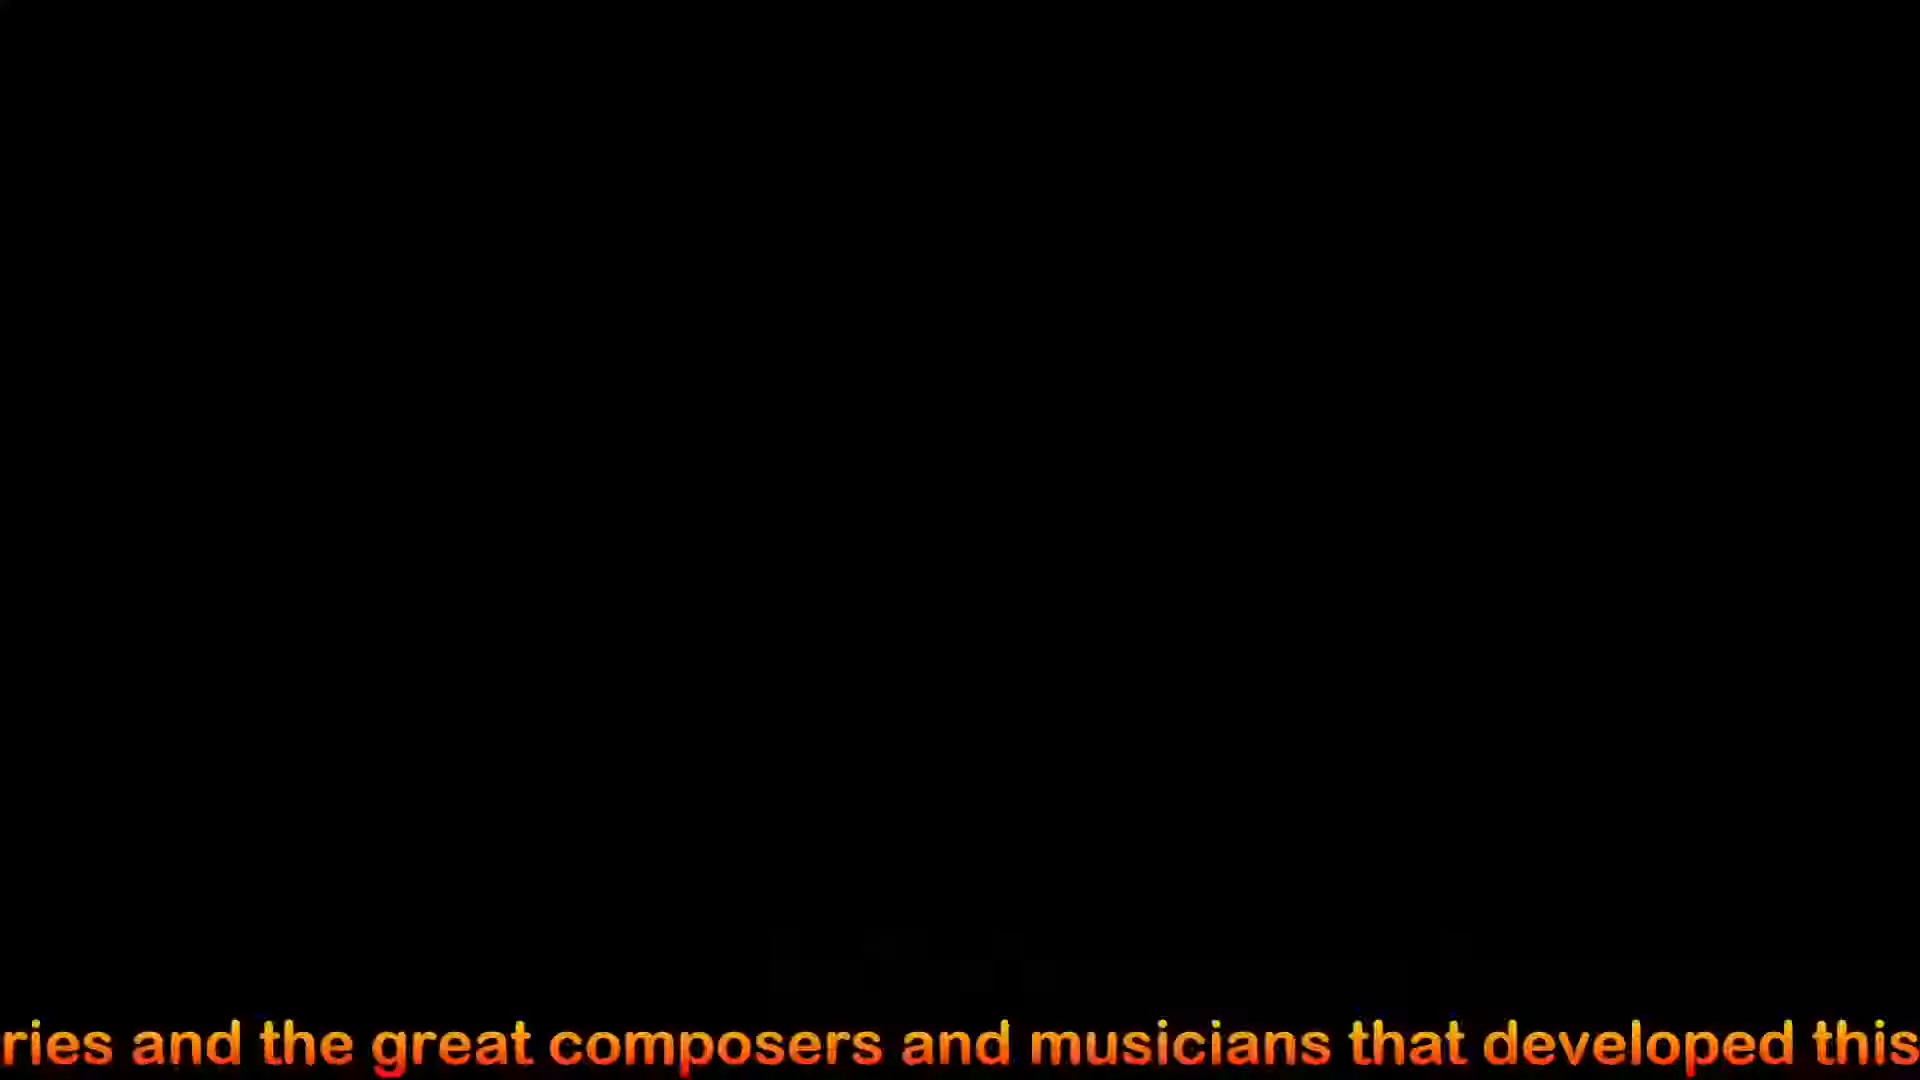 ries and the great composers and musicians that developed this